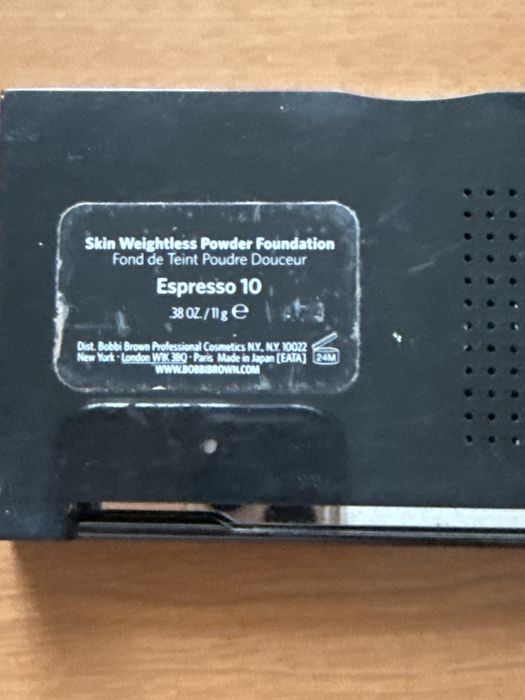 Skin Weightless Powder Foundation
Fond de Teint Poudre Douceur
Espresso 10
.38 OZ./11 g e
Dist. Bobbi Brown Professional Cosmetics N.Y., N.Y. 10022
New York · London W1K 3BQ · Paris Made in Japan [EATA] 24M
WWW.BOBBIBROWN.COM